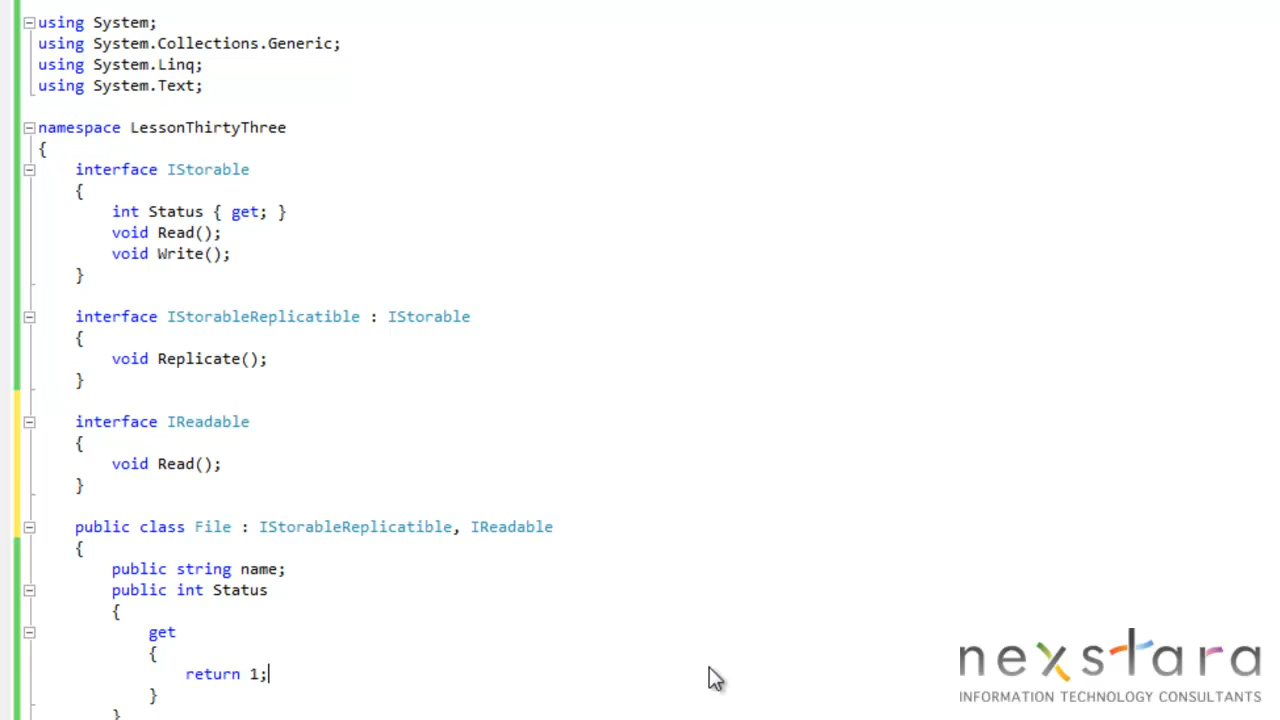 using System;
using System.Collections.Generic;
using System.Linq;
using System.Text;
namespace LessonThirtyThree
{
interface IStorable
{
int Status { get; }
void Read();
void Write();
}
interface IStorableReplicatible : IStorable
{
void Replicate();
}
interface IReadable
{
void Read();
}
public class File : IStorableReplicatible, IReadable
{
public string name;
public int Status
{
get
{
return 1;
}
}
nexstara
INFORMATION TECHNOLOGY CONSULTANTS